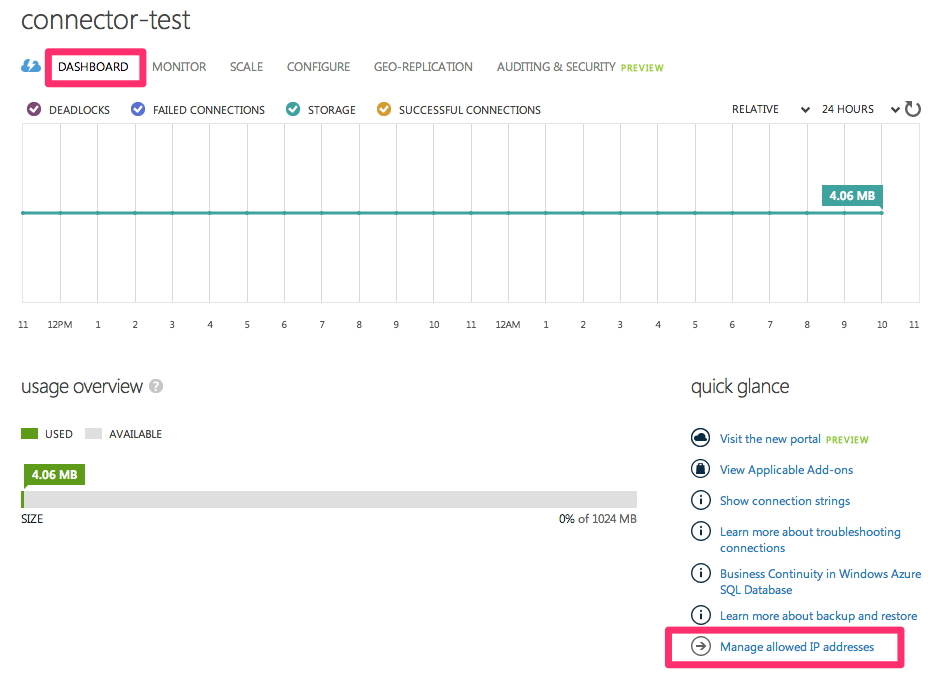 connector-test
DASHBOARD MONITOR SCALE CONFIGURE GEO-REPLICATION AUDITING & SECURITY PREVIEW
DEADLOCKS FAILED CONNECTIONS STORAGE SUCCESSFUL CONNECTIONS RELATIVE 24 HOURS
4.06 MB
11 12PM 1 2 3 4 5 6 7 8 9 10 11 12AM 1 2 3 4 5 6 7 8 9 10 11
usage overview ?
USED AVAILABLE
4.06 MB
SIZE 0% of 1024 MB
quick glance
Visit the new portal PREVIEW
View Applicable Add-ons
Show connection strings
Learn more about troubleshooting
connections
Business Continuity in Windows Azure
SQL Database
Learn more about backup and restore
Manage allowed IP addresses